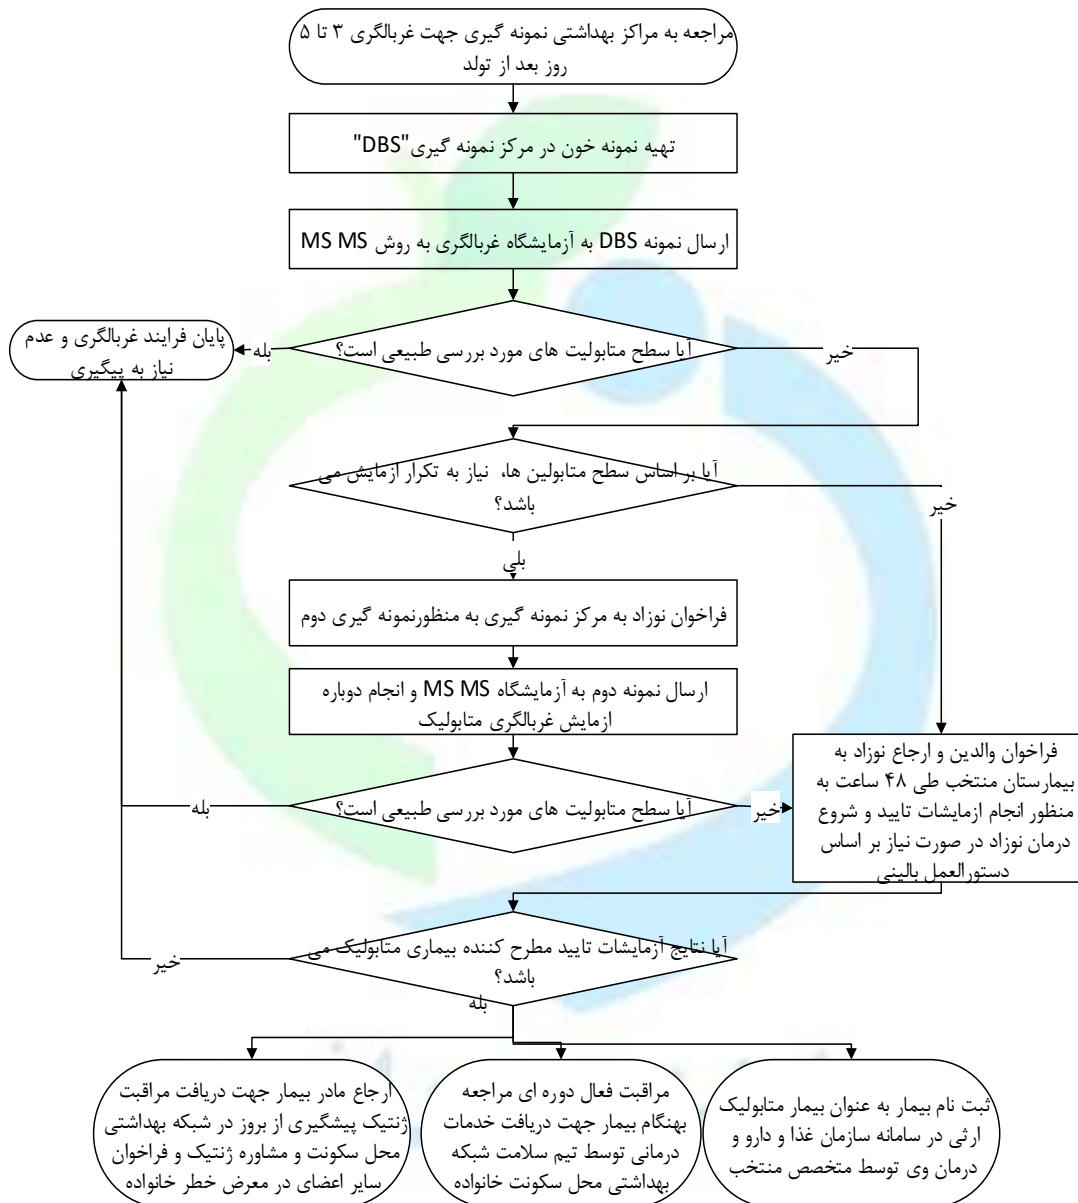 مراجعه به مراکز بهداشتی نمونه گیری جهت غربالگری ۳ تا ۵
روز بعد از تولد
تهیه نمونه خون در مرکز نمونه گیری"DBS"
ارسال نمونه DBS به آزمایشگاه غربالگری به روش MS MS
آیا سطح متابولیت های مورد بررسی طبیعی است؟
بله
خیر
پایان فرایند غربالگری و عدم
نیاز به پیگیری
آیا بر اساس سطح متابولین ها، نیاز به تکرار ازمایش می
باشد؟
خیر
بلی
فراخوان نوزاد به مرکز نمونه گیری به منظورنمونه گیری دوم
ارسال نمونه دوم به آزمایشگاه MS MS و انجام دوباره
ازمایش غربالگری متابولیک
آیا سطح متابولیت های مورد بررسی طبیعی است؟
بله
خیر
فراخوان والدین و ارجاع نوزاد به
بیمارستان منتخب طی ۴۸ ساعت به
منظور انجام ازمایشات تایید و شروع
درمان نوزاد در صورت نیاز بر اساس
دستورالعمل بالینی
آیا نتایج آزمایشات تایید مطرح کننده بیماری متابولیک می
باشد؟
خیر
بله
ثبت نام بیمار به عنوان بیمار متابولیک
ارثی در سامانه سازمان غذا و دارو و
درمان وی توسط متخصص منتخب
مراقبت فعال دوره ای مراجعه
بهنگام بیمار جهت دریافت خدمات
درمانی توسط تیم سلامت شبکه
بهداشتی محل سکونت خانواده
ارجاع مادر بیمار جهت دریافت مراقبت
ژنتیک پیشگیری از بروز در شبکه بهداشتی
محل سکونت و مشاوره ژنتیک و فراخوان
سایر اعضای در معرض خطر خانواده